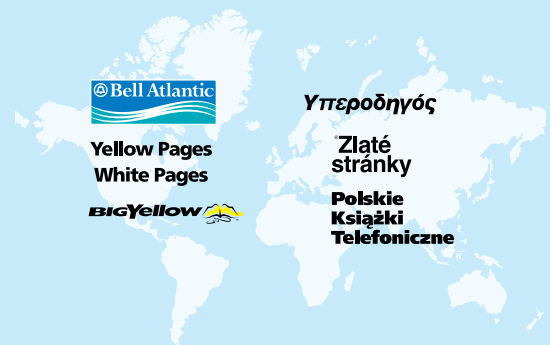 Bell Atlantic
Yellow Pages
White Pages
BIGYellow
Υπεροδηγός
Zlaté
stránky
Polskie
Książki
Telefoniczne